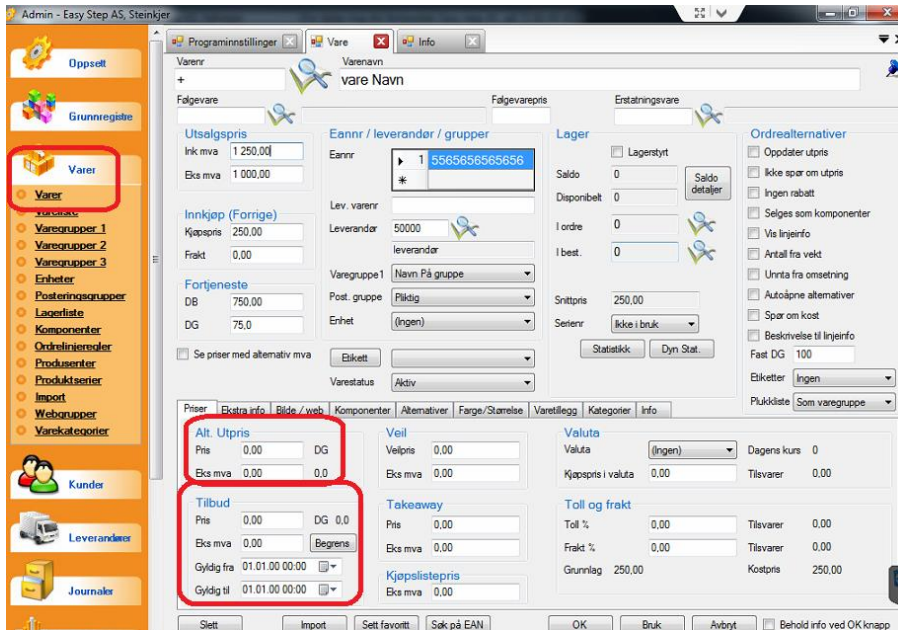 Admin - Easy Step AS, Steinkjer
Oppsett
Grunnregistre
Varer
Varer
Vareliste
Varegrupper 1
Varegrupper 2
Varegrupper 3
Enheter
Posteringsgrupper
Lagerliste
Komponenter
Ordrelinjeregler
Produsenter
Produktserier
Import
Webgrupper
Varekategorier
Kunder
Leverandører
Journaler
Programinnstillinger Vare Info
Varenr Varenavn
+ vare Navn
Følgevare Følgevarepris Erstatningsvare
Utsalgspris
Ink mva 1 250,00
Eks mva 1 000,00
Innkjøp (Forrige)
Kjøpspris 250,00
Frakt 0,00
Fortjeneste
DB 750,00
DG 75,0
Se priser med alternativ mva
Eannr / leverandør / grupper
Eannr 1 5565656565656
*
Lev. varenr
Leverandør 50000
leverandør
Varegruppe1 Navn På gruppe
Post. gruppe Pliktig
Enhet (Ingen)
Etikett
Varestatus Aktiv
Lager
Lagerstyrt
Saldo 0 Saldo detaljer
Disponibelt 0
I ordre 0
I best. 0
Snittpris 250,00
Serienr Ikke i bruk
Statistikk Dyn Stat.
Ordrealternativer
Oppdater utpris
Ikke spør om utpris
Ingen rabatt
Selges som komponenter
Vis linjeinfo
Antall fra vekt
Unnta fra omsetning
Autoåpne alternativer
Spør om kost
Beskrivelse til linjeinfo
Fast DG 100
Etiketter Ingen
Plukkliste Som varegruppe
Priser Ekstra info Bilde / web Komponenter Alternativer Farge/Størrelse Varetillegg Kategorier Info
Alt. Utpris
Pris 0,00 DG
Eks mva 0,00 0,0
Tilbud
Pris 0,00 DG 0,0
Eks mva 0,00 Begrens
Gyldig fra 01.01.00 00:00
Gyldig til 01.01.00 00:00
Veil
Veilpris 0,00
Eks mva 0,00
Takeaway
Pris 0,00
Eks mva 0,00
Kjøpslistepris
Eks mva 0,00
Valuta
Valuta (Ingen) Dagens kurs 0
Kjøpspris i valuta 0,00 Tilsvarer 0,00
Toll og frakt
Toll % 0,00 Tilsvarer 0,00
Frakt % 0,00 Tilsvarer 0,00
Grunnlag 250,00 Kostpris 250,00
Slett Import Sett favoritt Søk på EAN OK Bruk Avbryt Behold info ved OK knapp